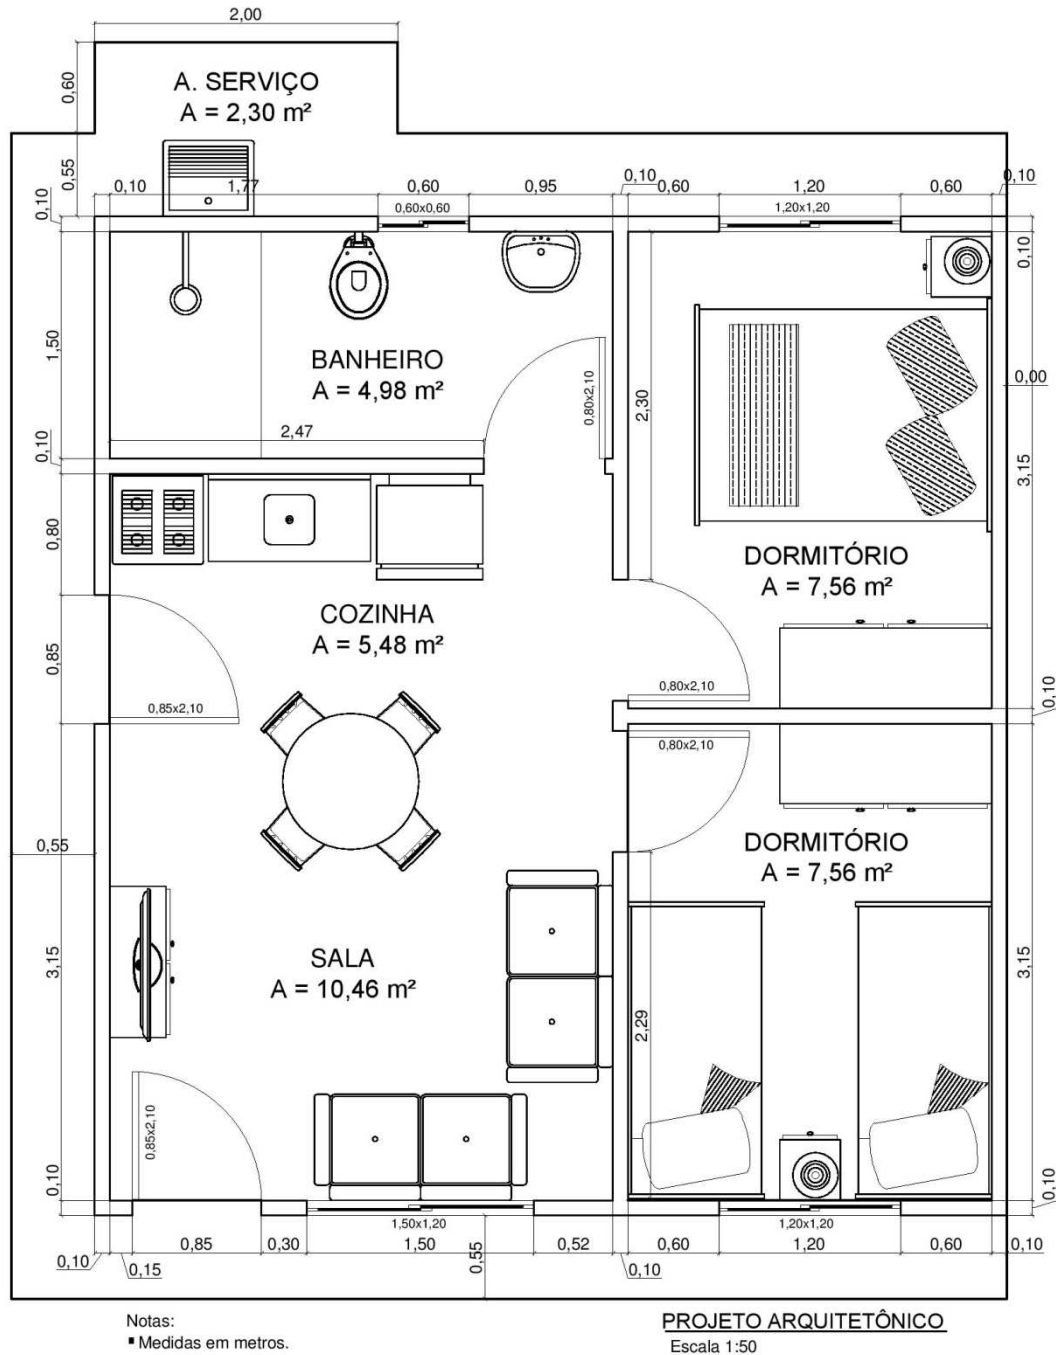 2,00
0,60
A. SERVIÇO
A = 2,30 m²
0,55
0,10
0,10
1,77
0,60
0,95
0,10
0,60
1,20
0,60
0,10
0,60x0,60
1,20x1,20
0,10
1,50
BANHEIRO
A = 4,98 m²
0,80x2,10
2,30
0,00
2,47
0,10
3,15
0,80
DORMITÓRIO
A = 7,56 m²
COZINHA
A = 5,48 m²
0,85
0,85x2,10
0,80x2,10
0,10
0,80x2,10
0,55
DORMITÓRIO
A = 7,56 m²
3,15
SALA
A = 10,46 m²
2,29
3,15
0,85x2,10
0,10
0,10
1,50x1,20
1,20x1,20
0,10
0,15
0,85
0,30
1,50
0,55
0,52
0,10
0,60
1,20
0,60
0,10
Notas:
▪ Medidas em metros.
PROJETO ARQUITETÔNICO
Escala 1:50